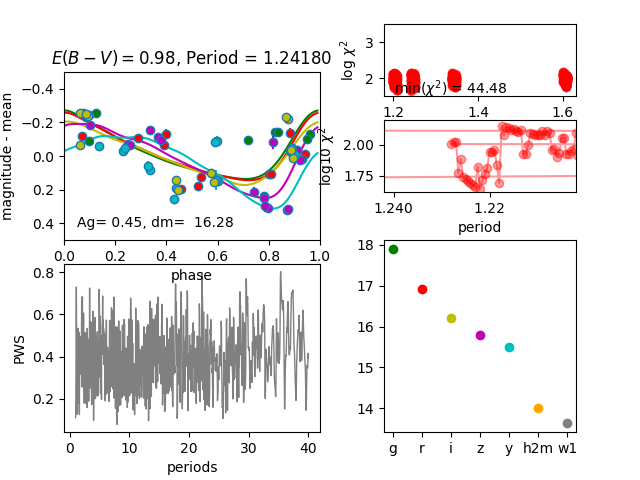 E(B − V) = 0.98, Period = 1.24180
magnitude - mean
−0.4
−0.2
0.0
0.2
0.4
Ag= 0.45, dm=  16.28
0.0 0.2 0.4 0.6 0.8 1.0
phase
log χ²
3
2
min(χ²) = 44.48
1.2 1.4 1.6
log10 χ²
2.00
1.75
1.240 1.22
period
PWS
0.8
0.6
0.4
0.2
0 10 20 30 40
periods
18
17
16
15
14
g r i z y h2m w1